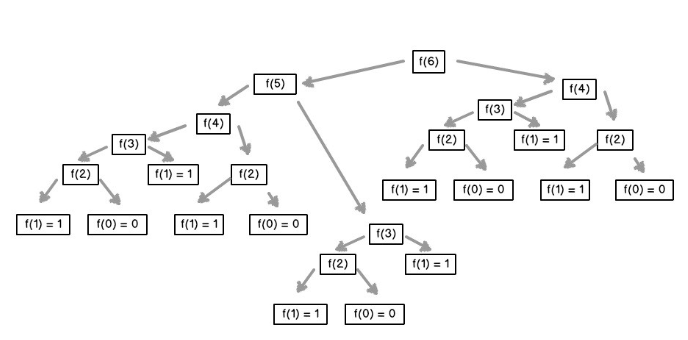 f(6)
f(5)
f(4)
f(3)
f(4)
f(3)
f(2)
f(1) = 1
f(2)
f(2)
f(1) = 1
f(2)
f(1) = 1
f(0) = 0
f(1) = 1
f(0) = 0
f(1) = 1
f(0) = 0
f(1) = 1
f(0) = 0
f(3)
f(2)
f(1) = 1
f(1) = 1
f(0) = 0